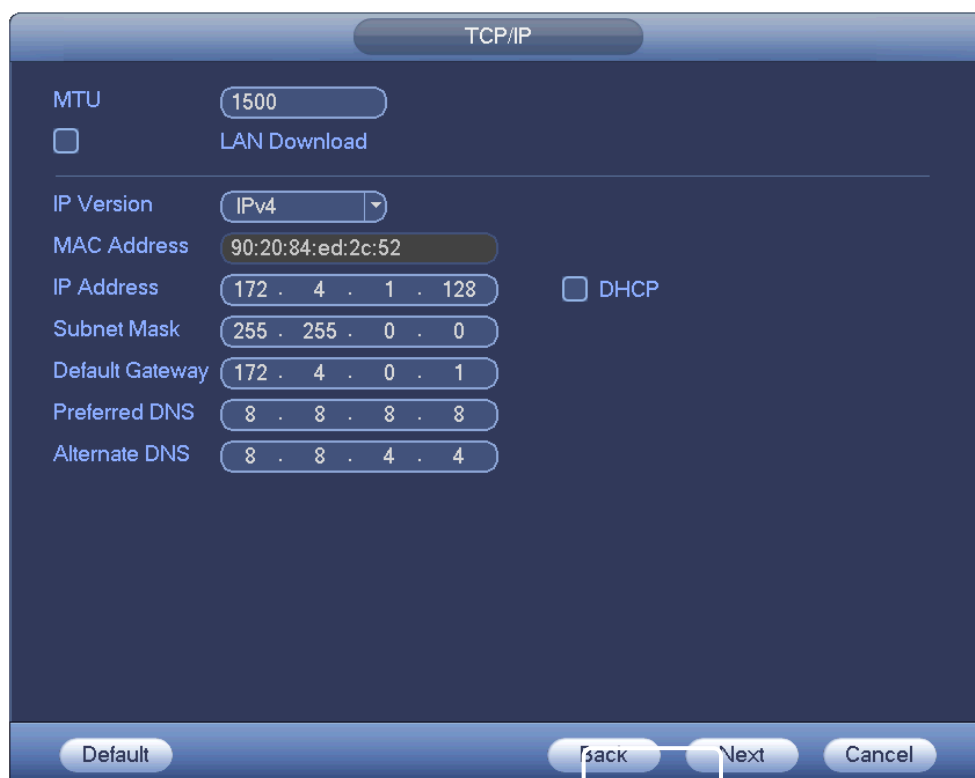 TCP/IP
MTU 1500
LAN Download
IP Version IPv4
MAC Address 90:20:84:ed:2c:52
IP Address 172 . 4 . 1 . 128 DHCP
Subnet Mask 255 . 255 . 0 . 0
Default Gateway 172 . 4 . 0 . 1
Preferred DNS 8 . 8 . 8 . 8
Alternate DNS 8 . 8 . 4 . 4
Default Back Next Cancel